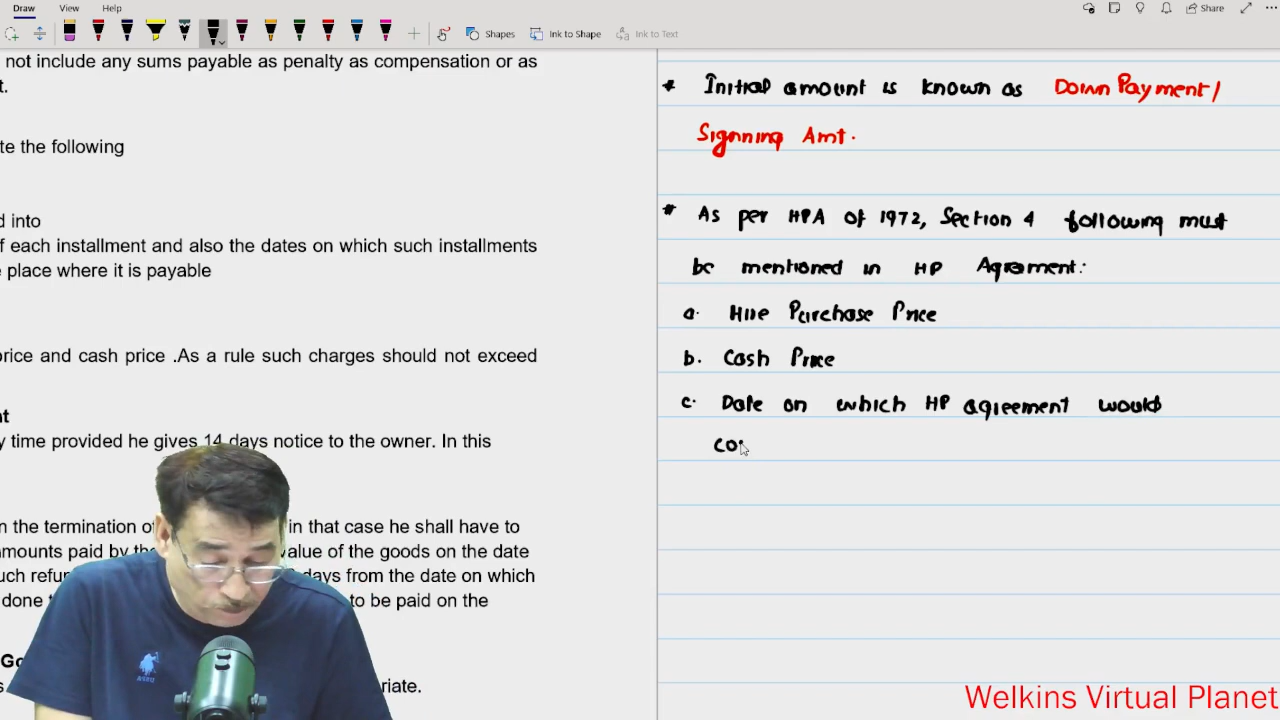 Draw View Help Share
Shapes Ink to Shape Ink to Text
not include any sums payable as penalty as compensation or as
t.
te the following
d into
f each installment and also the dates on which such installments
e place where it is payable
price and cash price .As a rule such charges should not exceed
nt
y time provided he gives 14 days notice to the owner. In this
n the termination of in that case he shall have to
amounts paid by the value of the goods on the date
uch refu days from the date on which
done to be paid on the
Go
s riate.
* Initial amount is known as Down Payment/
Signning Amt.
* As per HPA of 1972, Section 4 following must
be mentioned in HP Agrement:
a. Hire Purchase Price
b. Cash Price
c. Date on which HP agreement would
co
Welkins Virtual Planet